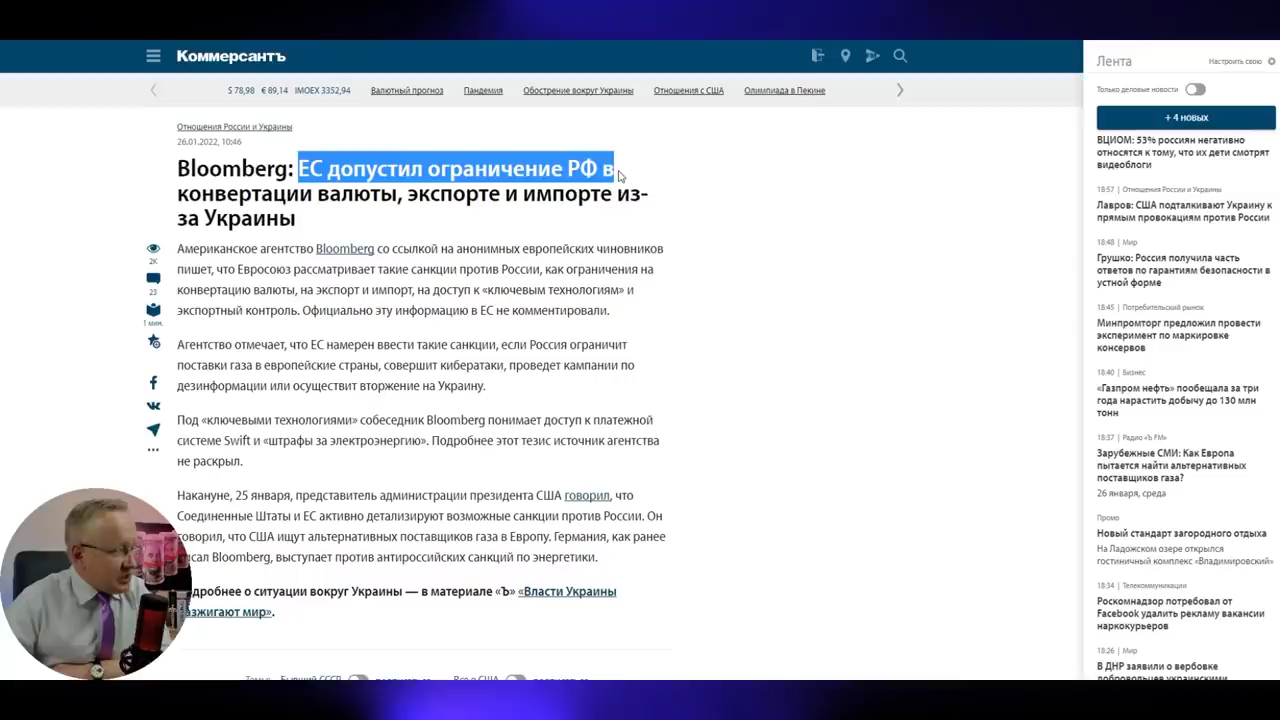 Коммерсантъ
$ 78,98 € 89,14 IMOEX 3352,94 Валютный прогноз Пандемия Обострение вокруг Украины Отношения с США Олимпиада в Пекине
Отношения России и Украины
26.01.2022, 10:46
Bloomberg: ЕС допустил ограничение РФ в
конвертации валюты, экспорте и импорте из-
за Украины
2K
23
1 мин.
Американское агентство Bloomberg со ссылкой на анонимных европейских чиновников
пишет, что Евросоюз рассматривает такие санкции против России, как ограничения на
конвертацию валюты, на экспорт и импорт, на доступ к «ключевым технологиям» и
экспортный контроль. Официально эту информацию в ЕС не комментировали.
Агентство отмечает, что ЕС намерен ввести такие санкции, если Россия ограничит
поставки газа в европейские страны, совершит кибератаки, проведет кампании по
дезинформации или осуществит вторжение на Украину.
Под «ключевыми технологиями» собеседник Bloomberg понимает доступ к платежной
системе Swift и «штрафы за электроэнергию». Подробнее этот тезис источник агентства
не раскрыл.
Накануне, 25 января, представитель администрации президента США говорил, что
Соединенные Штаты и ЕС активно детализируют возможные санкции против России. Он
говорил, что США ищут альтернативных поставщиков газа в Европу. Германия, как ранее
писал Bloomberg, выступает против антироссийских санкций по энергетике.
подробнее о ситуации вокруг Украины — в материале «Ъ» «Власти Украины
разжигают мир».
Лента Настроить свою
Только деловые новости
+ 4 новых
ВЦИОМ: 53% россиян негативно
относятся к тому, что их дети смотрят
видеоблоги
18:57 | Отношения России и Украины
Лавров: США подталкивают Украину к
прямым провокациям против России
18:48 | Мир
Грушко: Россия получила часть
ответов по гарантиям безопасности в
устной форме
18:45 | Потребительский рынок
Минпромторг предложил провести
эксперимент по маркировке
консервов
18:40 | Бизнес
«Газпром нефть» пообещала за три
года нарастить добычу до 130 млн
тонн
18:37 | Радио «Ъ FM»
Зарубежные СМИ: Как Европа
пытается найти альтернативных
поставщиков газа?
26 января, среда
Промо
Новый стандарт загородного отдыха
На Ладожском озере открылся
гостиничный комплекс «Владимировский»
18:34 | Телекоммуникации
Роскомнадзор потребовал от
Facebook удалить рекламу вакансии
наркокурьеров
18:26 | Мир
В ДНР заявили о вербовке
добровольцев украинскими